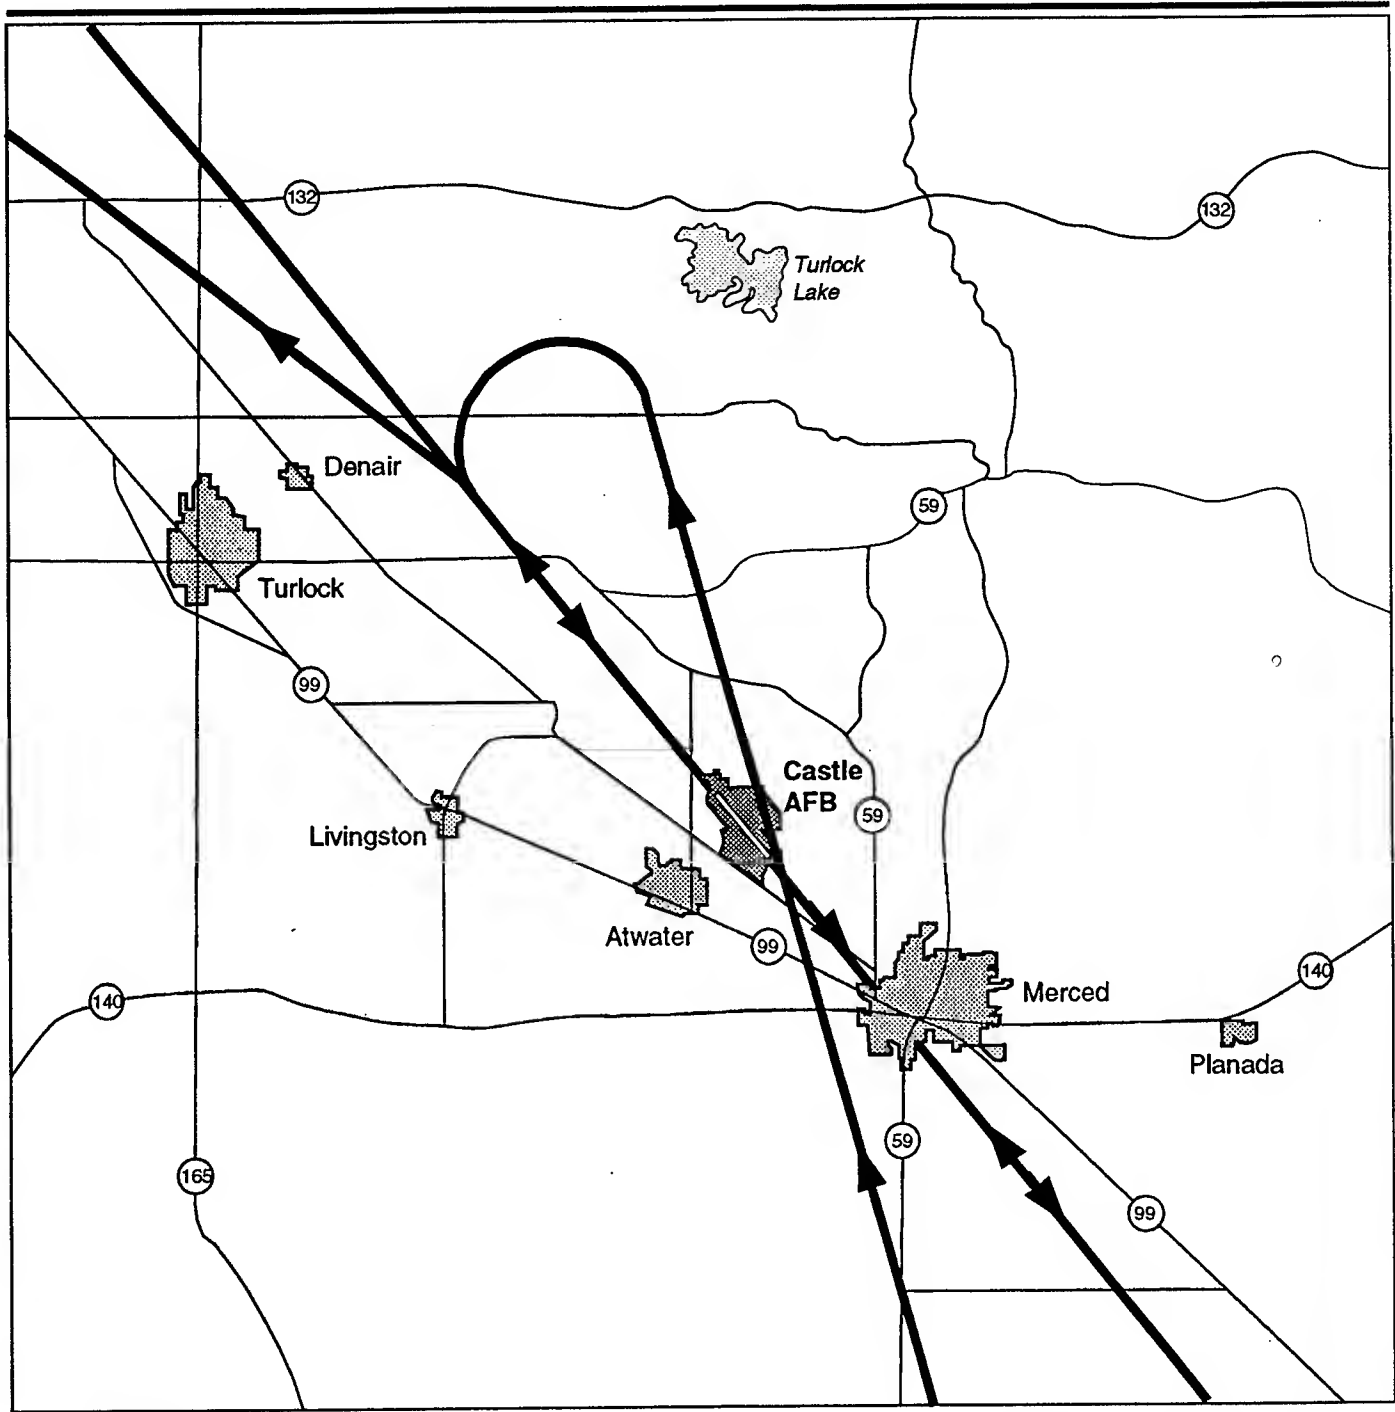 132
132
Turlock
Lake
Denair
59
Turlock
99
Castle
AFB
59
Livingston
Atwater
99
140
Merced
140
Planada
59
165
99